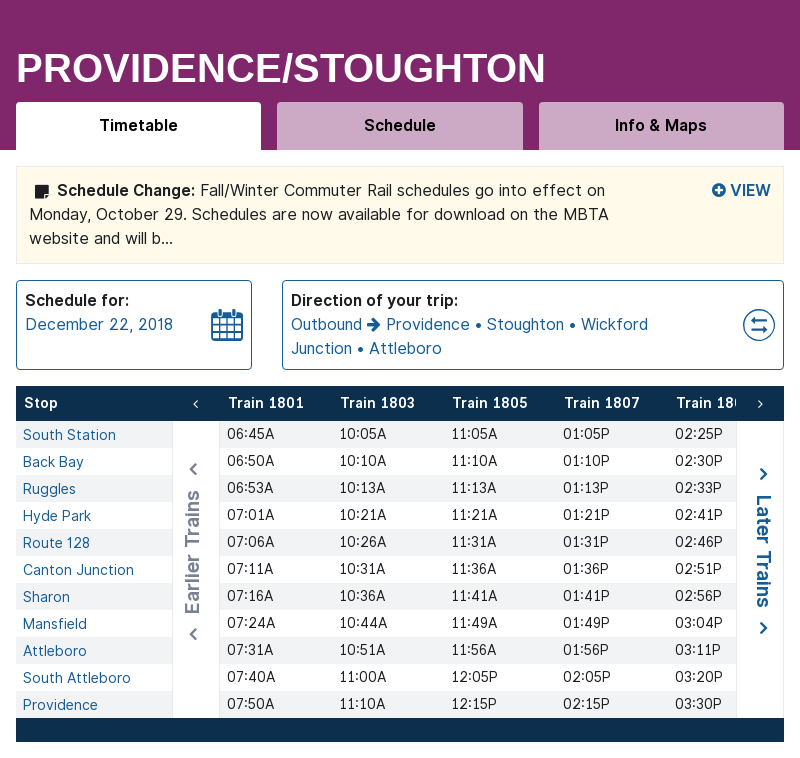 PROVIDENCE/STOUGHTON
Timetable Schedule Info & Maps
Schedule Change: Fall/Winter Commuter Rail schedules go into effect on
Monday, October 29. Schedules are now available for download on the MBTA
website and will b...
VIEW
Schedule for:
December 22, 2018
Direction of your trip:
Outbound → Providence • Stoughton • Wickford
Junction • Attleboro
Stop Train 1801 Train 1803 Train 1805 Train 1807 Train 180
South Station 06:45A 10:05A 11:05A 01:05P 02:25P
Back Bay 06:50A 10:10A 11:10A 01:10P 02:30P
Ruggles 06:53A 10:13A 11:13A 01:13P 02:33P
Hyde Park 07:01A 10:21A 11:21A 01:21P 02:41P
Route 128 07:06A 10:26A 11:31A 01:31P 02:46P
Canton Junction 07:11A 10:31A 11:36A 01:36P 02:51P
Sharon 07:16A 10:36A 11:41A 01:41P 02:56P
Mansfield 07:24A 10:44A 11:49A 01:49P 03:04P
Attleboro 07:31A 10:51A 11:56A 01:56P 03:11P
South Attleboro 07:40A 11:00A 12:05P 02:05P 03:20P
Providence 07:50A 11:10A 12:15P 02:15P 03:30P
Earlier Trains
Later Trains